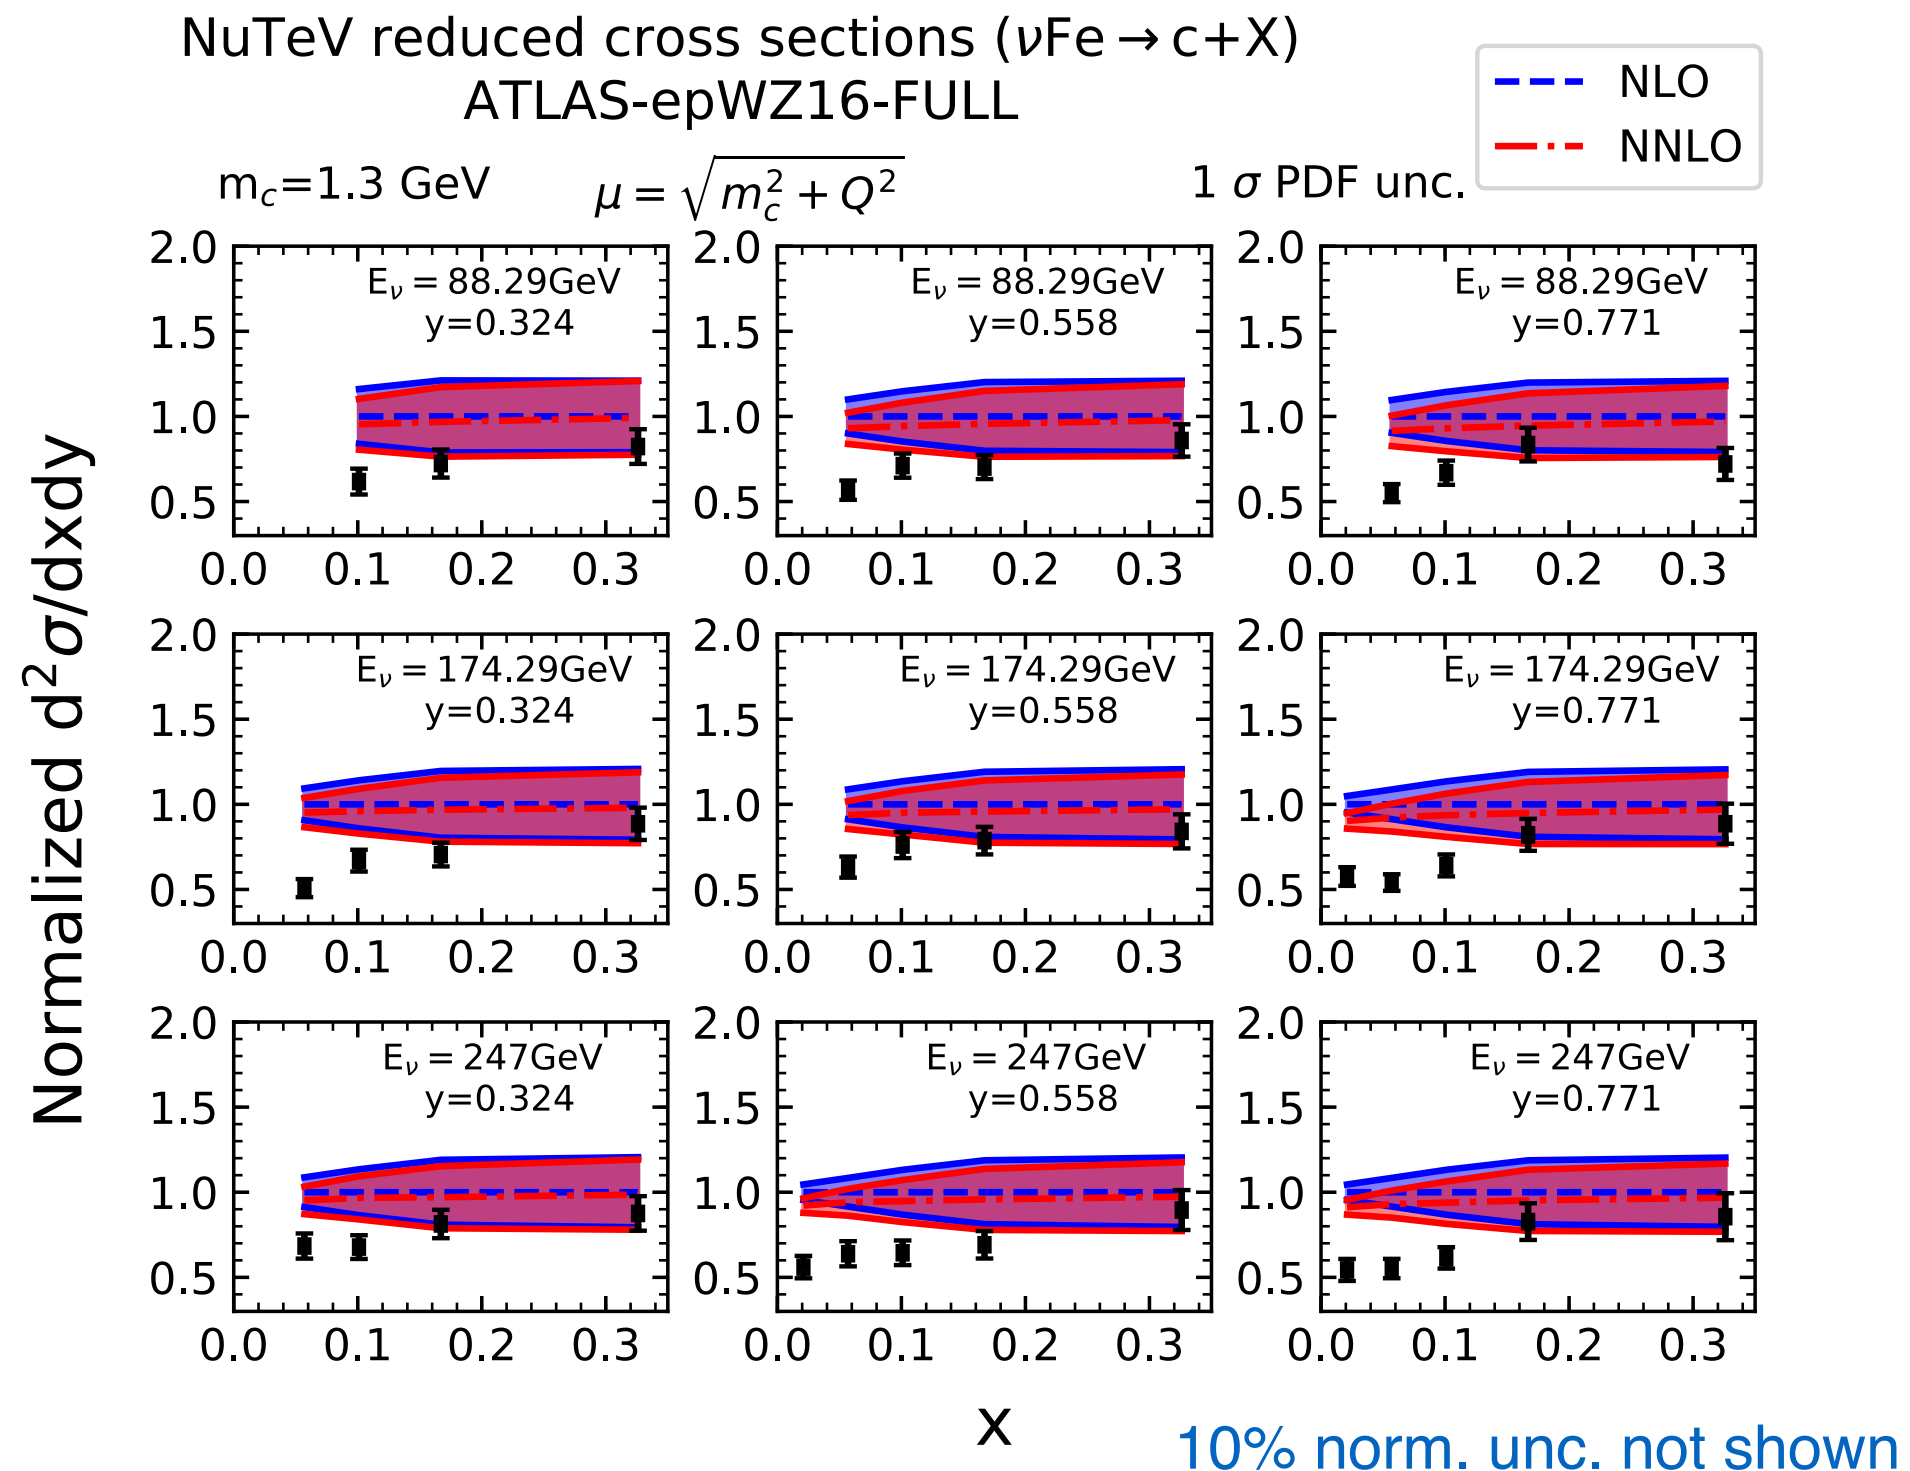 NuTeV reduced cross sections (νFe→c+X)
ATLAS-epWZ16-FULL
NLO
NNLO
m_c=1.3 GeV
μ = √(m_c² + Q²)
1 σ PDF unc.
2.0 1.5 1.0 0.5
E_ν = 88.29GeV
y=0.324
0.0 0.1 0.2 0.3
2.0 1.5 1.0 0.5
E_ν = 88.29GeV
y=0.558
0.0 0.1 0.2 0.3
2.0 1.5 1.0 0.5
E_ν = 88.29GeV
y=0.771
0.0 0.1 0.2 0.3
Normalized d²σ/dxdy
2.0 1.5 1.0 0.5
E_ν = 174.29GeV
y=0.324
0.0 0.1 0.2 0.3
2.0 1.5 1.0 0.5
E_ν = 174.29GeV
y=0.558
0.0 0.1 0.2 0.3
2.0 1.5 1.0 0.5
E_ν = 174.29GeV
y=0.771
0.0 0.1 0.2 0.3
2.0 1.5 1.0 0.5
E_ν = 247GeV
y=0.324
0.0 0.1 0.2 0.3
2.0 1.5 1.0 0.5
E_ν = 247GeV
y=0.558
0.0 0.1 0.2 0.3
2.0 1.5 1.0 0.5
E_ν = 247GeV
y=0.771
0.0 0.1 0.2 0.3
x
10% norm. unc. not shown